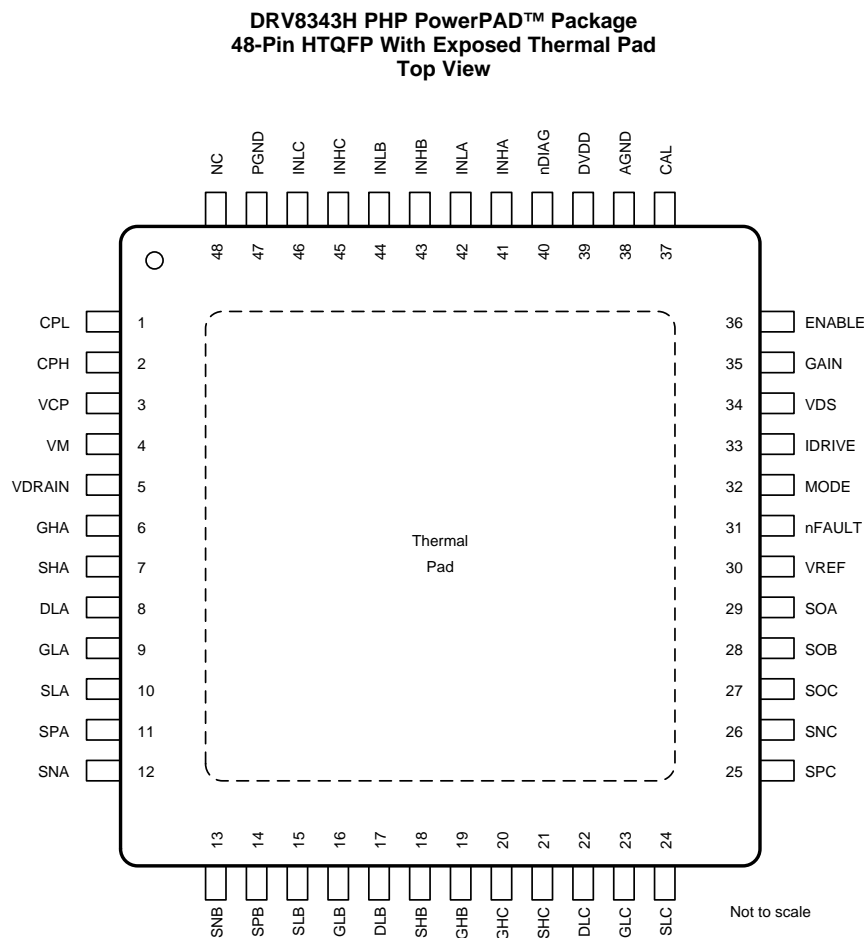 DRV8343H PHP PowerPAD™ Package
48-Pin HTQFP With Exposed Thermal Pad
Top View
NC PGND INLC INHC INLB INHB INLA INHA nDIAG DVDD AGND CAL
48 47 46 45 44 43 42 41 40 39 38 37
CPL 1 36 ENABLE
CPH 2 35 GAIN
VCP 3 34 VDS
VM 4 33 IDRIVE
VDRAIN 5 32 MODE
GHA 6 31 nFAULT
Thermal
SHA 7 30 VREF
Pad
DLA 8 29 SOA
GLA 9 28 SOB
SLA 10 27 SOC
SPA 11 26 SNC
SNA 12 25 SPC
13 14 15 16 17 18 19 20 21 22 23 24
SNB SPB SLB GLB DLB SHB GHB GHC SHC DLC GLC SLC
Not to scale